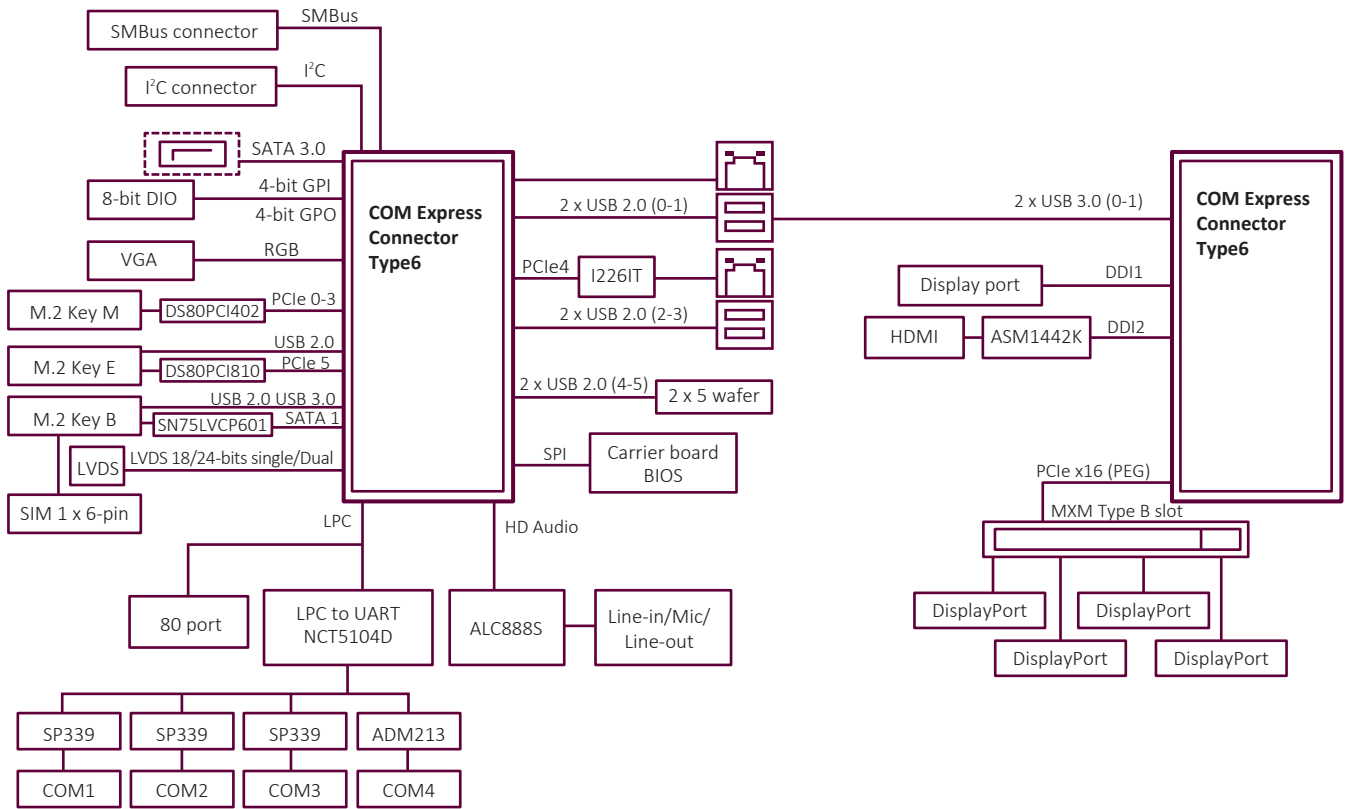 SMBus
SMBus connector
I²C
I²C connector
SATA 3.0
4-bit GPI
8-bit DIO
4-bit GPO
RGB
VGA
PCIe 0-3
M.2 Key M
DS80PCI402
USB 2.0
M.2 Key E
DS80PCI810
PCIe 5
USB 2.0 USB 3.0
M.2 Key B
SN75LVCP601
SATA 1
LVDS
LVDS 18/24-bits single/Dual
SIM 1 x 6-pin
COM Express
Connector
Type6
2 x USB 2.0 (0-1)
PCIe4
I226IT
2 x USB 2.0 (2-3)
2 x USB 2.0 (4-5)
2 x 5 wafer
SPI
Carrier board
BIOS
2 x USB 3.0 (0-1)
COM Express
Connector
Type6
DDI1
Display port
DDI2
HDMI
ASM1442K
PCIe x16 (PEG)
MXM Type B slot
DisplayPort
DisplayPort
DisplayPort
DisplayPort
LPC
HD Audio
80 port
LPC to UART
NCT5104D
ALC888S
Line-in/Mic/
Line-out
SP339
SP339
SP339
ADM213
COM1
COM2
COM3
COM4